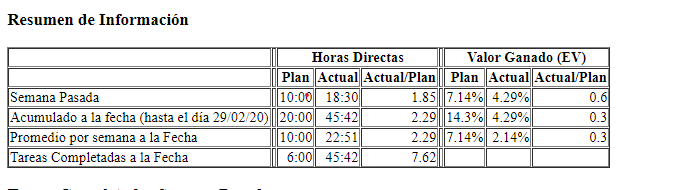 Resumen de Información
Horas Directas Valor Ganado (EV)
Plan Actual Actual/Plan Plan Actual Actual/Plan
Semana Pasada 10:00 18:30 1.85 7.14% 4.29% 0.6
Acumulado a la fecha (hasta el día 29/02/20) 20:00 45:42 2.29 14.3% 4.29% 0.3
Promedio por semana a la Fecha 10:00 22:51 2.29 7.14% 2.14% 0.3
Tareas Completadas a la Fecha 6:00 45:42 7.62